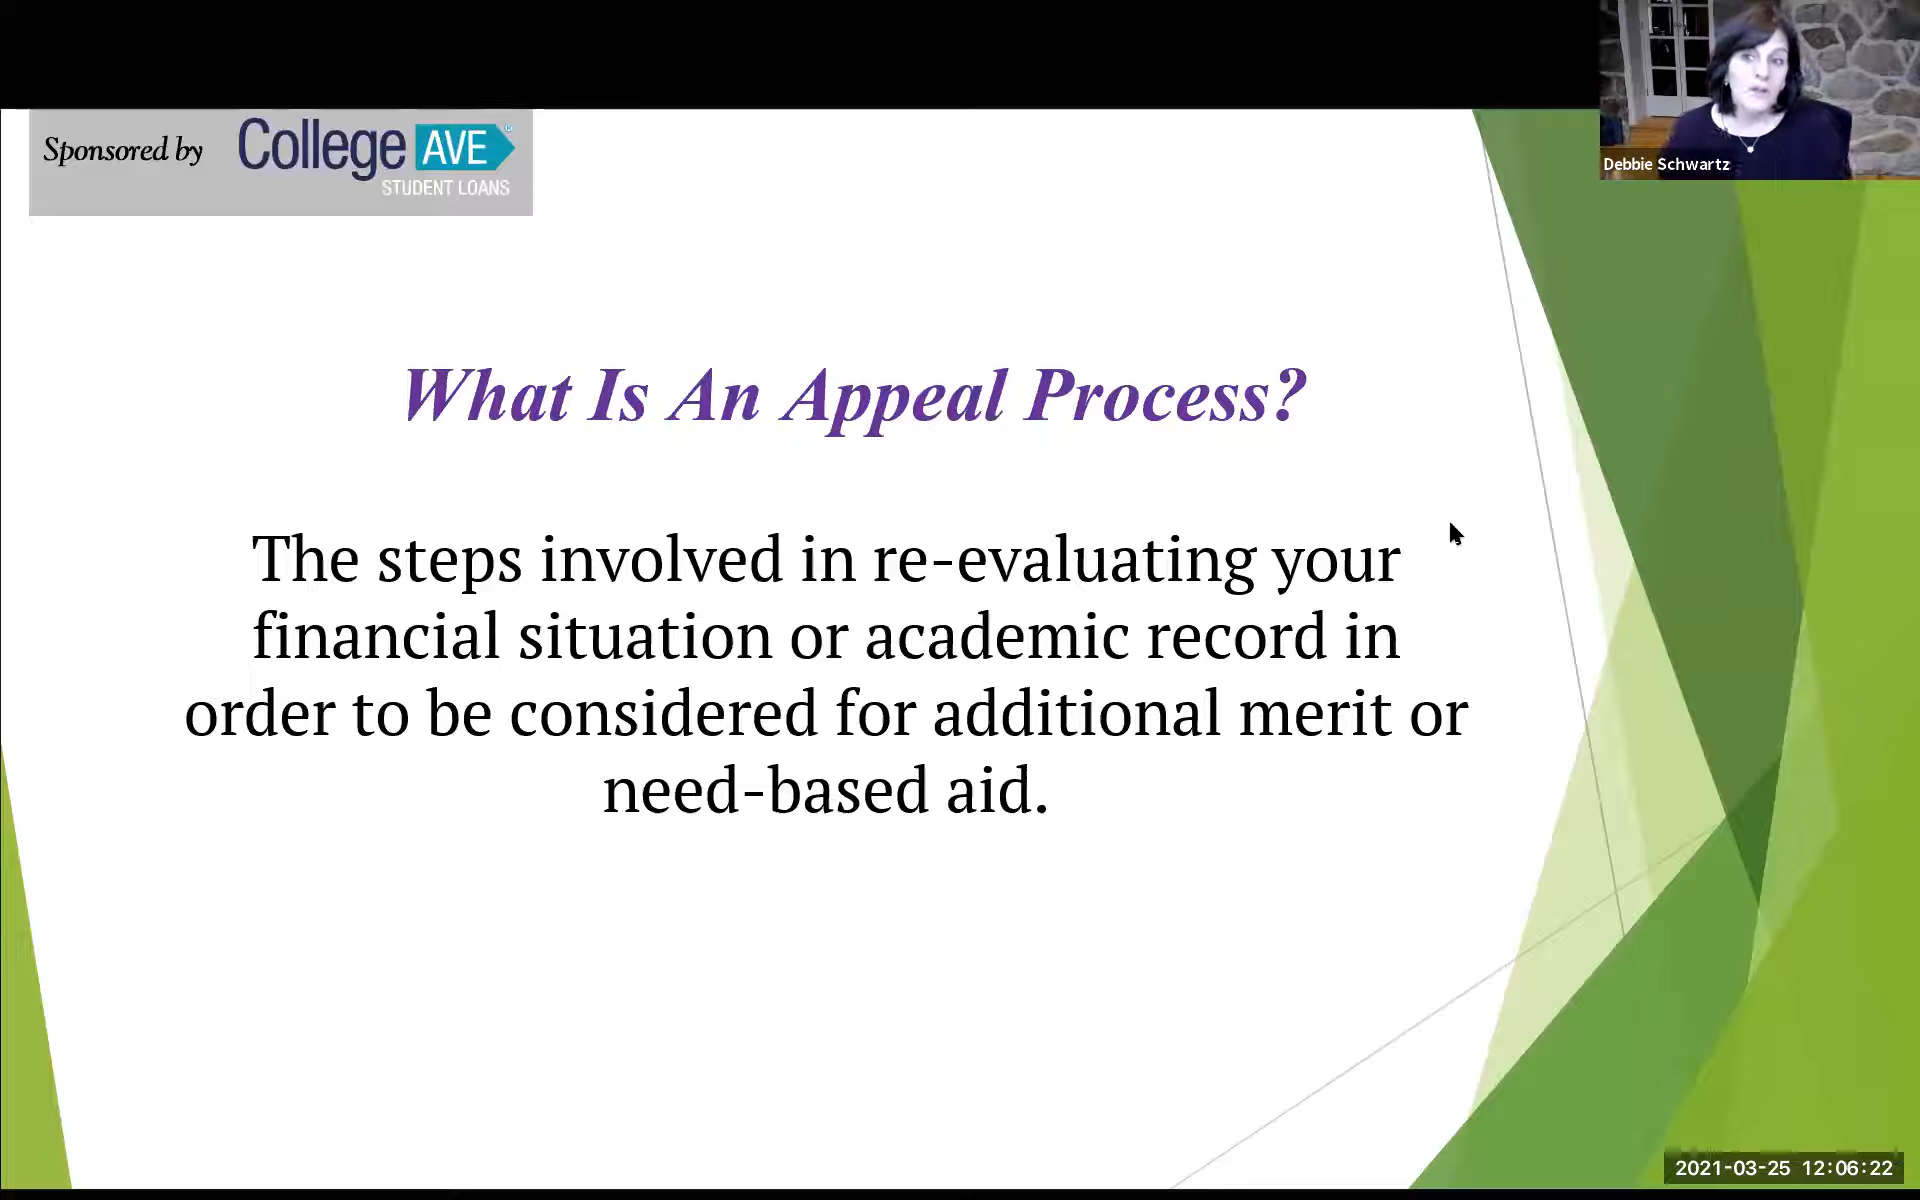 Sponsored by College AVE®
STUDENT LOANS
Debbie Schwartz
What Is An Appeal Process?
The steps involved in re-evaluating your
financial situation or academic record in
order to be considered for additional merit or
need-based aid.
2021-03-25 12:06:22